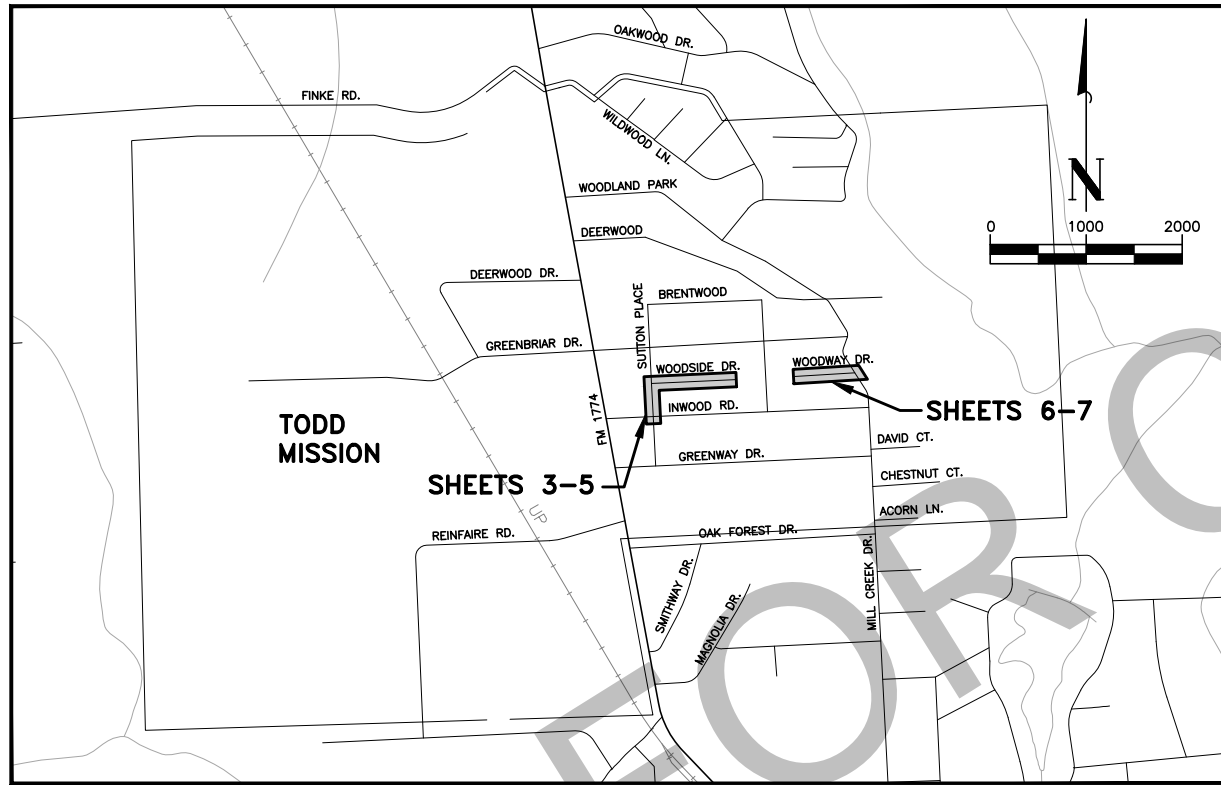 OAKWOOD DR.
FINKE RD.
WILDWOOD LN.
N
WOODLAND PARK
0 1000 2000
DEERWOOD
DEERWOOD DR.
BRENTWOOD
SUTTON PLACE
GREENBRIAR DR.
WOODSIDE DR.
WOODWAY DR.
INWOOD RD.
SHEETS 6-7
FM 1774
TODD
MISSION
DAVID CT.
GREENWAY DR.
CHESTNUT CT.
SHEETS 3-5
ACORN LN.
UP
REINFAIRE RD.
OAK FOREST DR.
MILL CREEK DR.
SMITHWAY DR.
MAGNOLIA DR.
FOR